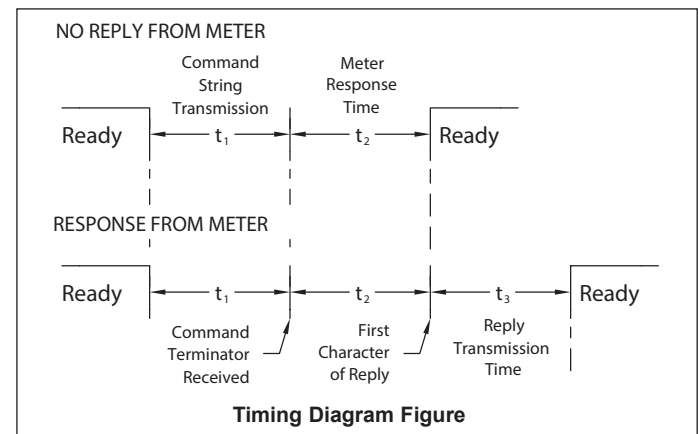 NO REPLY FROM METER
Command
String
Transmission
Meter
Response
Time
Ready
t₁
t₂
Ready
RESPONSE FROM METER
Ready
t₁
t₂
t₃
Ready
Command
Terminator
Received
First
Character
of Reply
Reply
Transmission
Time
Timing Diagram Figure